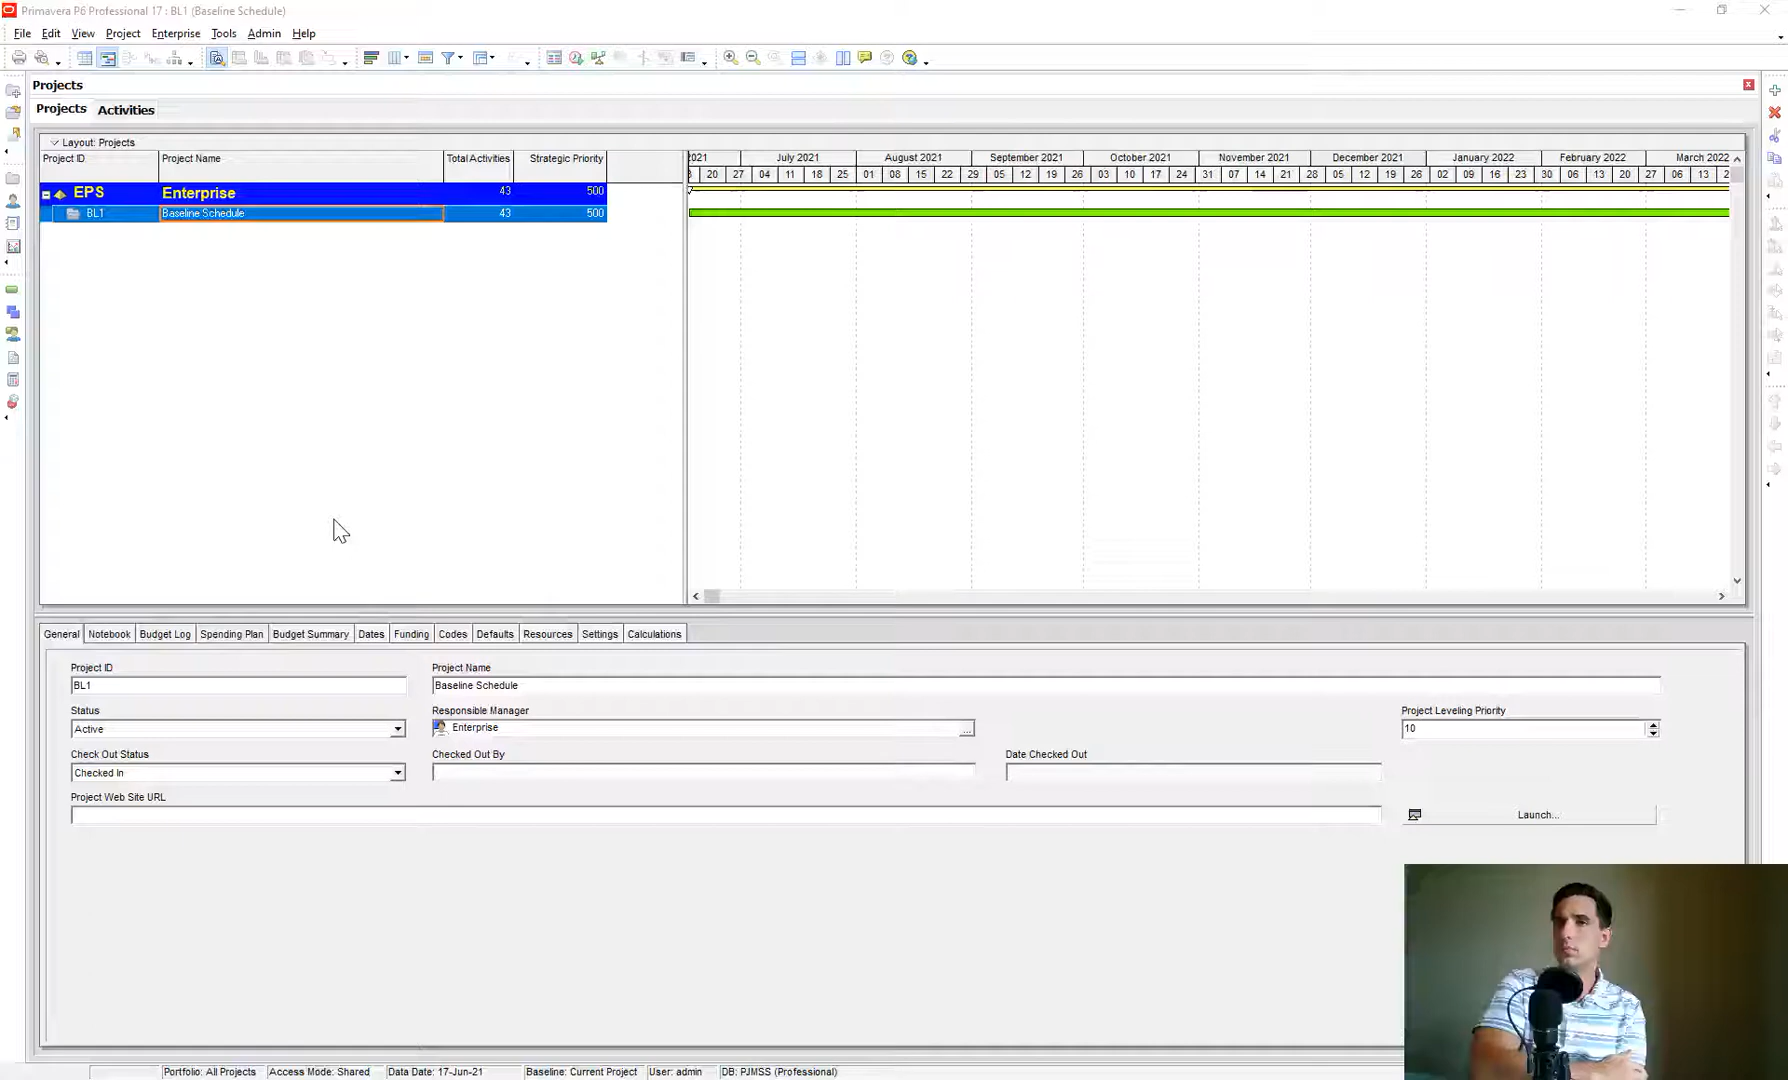 Primavera P6 Professional 17 : BL1 (Baseline Schedule)
File Edit View Project Enterprise Tools Admin Help
Projects
Projects Activities
Layout: Projects
Project ID Project Name Total Activities Strategic Priority
2021 July 2021 August 2021 September 2021 October 2021 November 2021 December 2021 January 2022 February 2022 March 2022
20 27 04 11 18 25 01 08 15 22 29 05 12 19 26 03 10 17 24 31 07 14 21 28 05 12 19 26 02 09 16 23 30 06 13 20 27 06 13 2
EPS Enterprise 43 500
BL1 Baseline Schedule 43 500
General Notebook Budget Log Spending Plan Budget Summary Dates Funding Codes Defaults Resources Settings Calculations
Project ID Project Name
BL1 Baseline Schedule
Status Responsible Manager Project Leveling Priority
Active Enterprise ... 10
Check Out Status Checked Out By Date Checked Out
Checked In
Project Web Site URL
Launch...
Portfolio: All Projects Access Mode: Shared Data Date: 17-Jun-21 Baseline: Current Project User: admin DB: PJMSS (Professional)